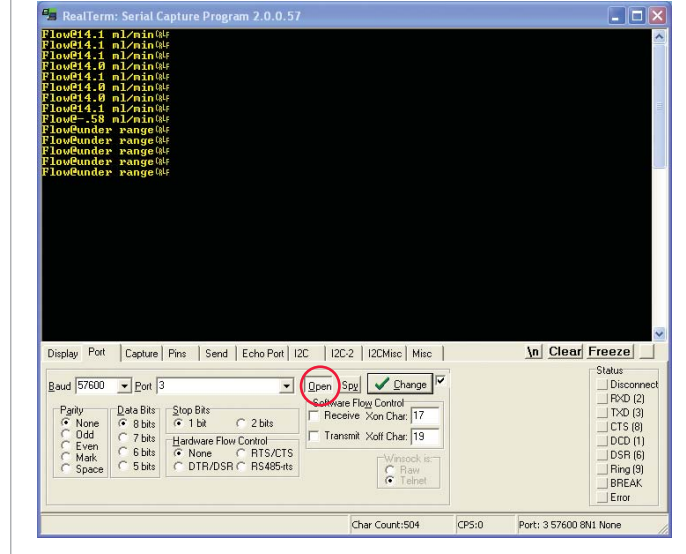 RealTerm: Serial Capture Program 2.0.0.57
Flow@14.1 ml/min
Flow@14.1 ml/min
Flow@14.0 ml/min
Flow@14.1 ml/min
Flow@14.1 ml/min
Flow@14.0 ml/min
Flow@14.0 ml/min
Flow@14.1 ml/min
Flow@-.58 ml/min
Flow@under range
Flow@under range
Flow@under range
Flow@under range
Flow@under range
Display Port Capture Pins Send Echo Port I2C I2C-2 I2CMisc Misc \n Clear Freeze
Baud 57600 Port 3 Open Spy Change
Parity
None
Odd
Even
Mark
Space
Data Bits
8 bits
7 bits
6 bits
5 bits
Stop Bits
1 bit 2 bits
Hardware Flow Control
None RTS/CTS
DTR/DSR RS485-rts
Software Flow Control
Receive Xon Char: 17
Transmit Xoff Char: 19
Winsock is:
Raw
Telnet
Status
Disconnect
RXD (2)
TXD (3)
CTS (8)
DCD (1)
DSR (6)
Ring (9)
BREAK
Error
Char Count:504 CPS:0 Port: 3 57600 8N1 None